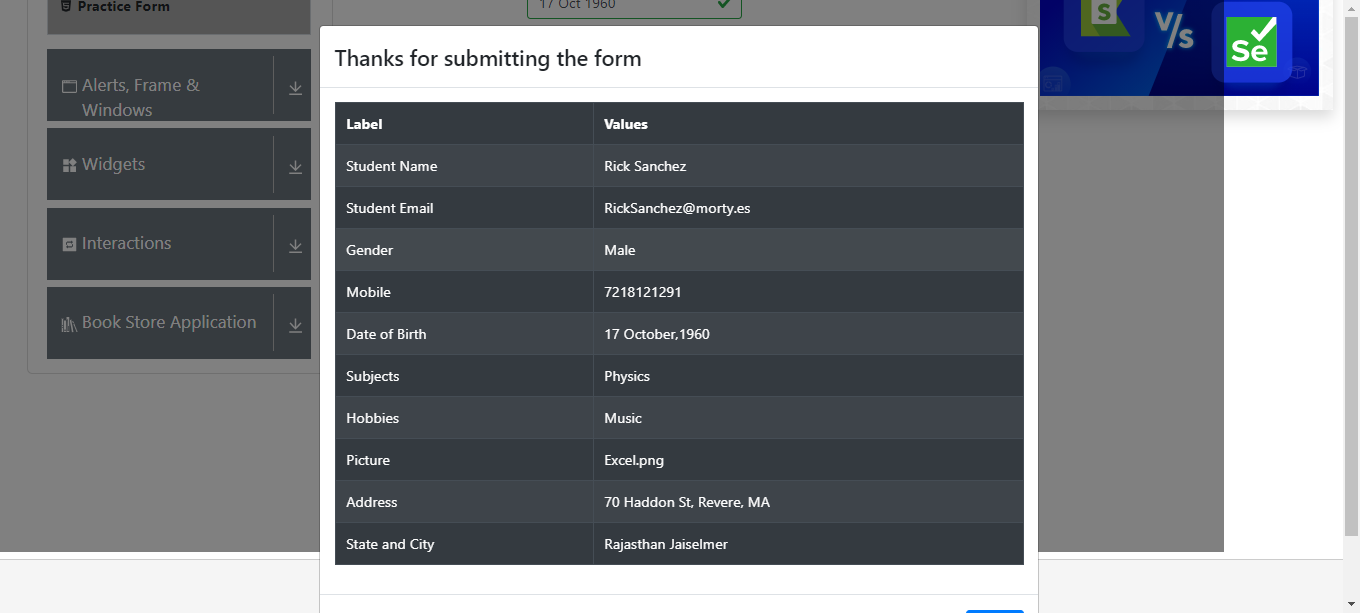 Practice Form
17 Oct 1960
S
V/s
Se
Thanks for submitting the form
Alerts, Frame &
Windows
Widgets
Interactions
Book Store Application
Label Values
Student Name Rick Sanchez
Student Email RickSanchez@morty.es
Gender Male
Mobile 7218121291
Date of Birth 17 October,1960
Subjects Physics
Hobbies Music
Picture Excel.png
Address 70 Haddon St, Revere, MA
State and City Rajasthan Jaiselmer